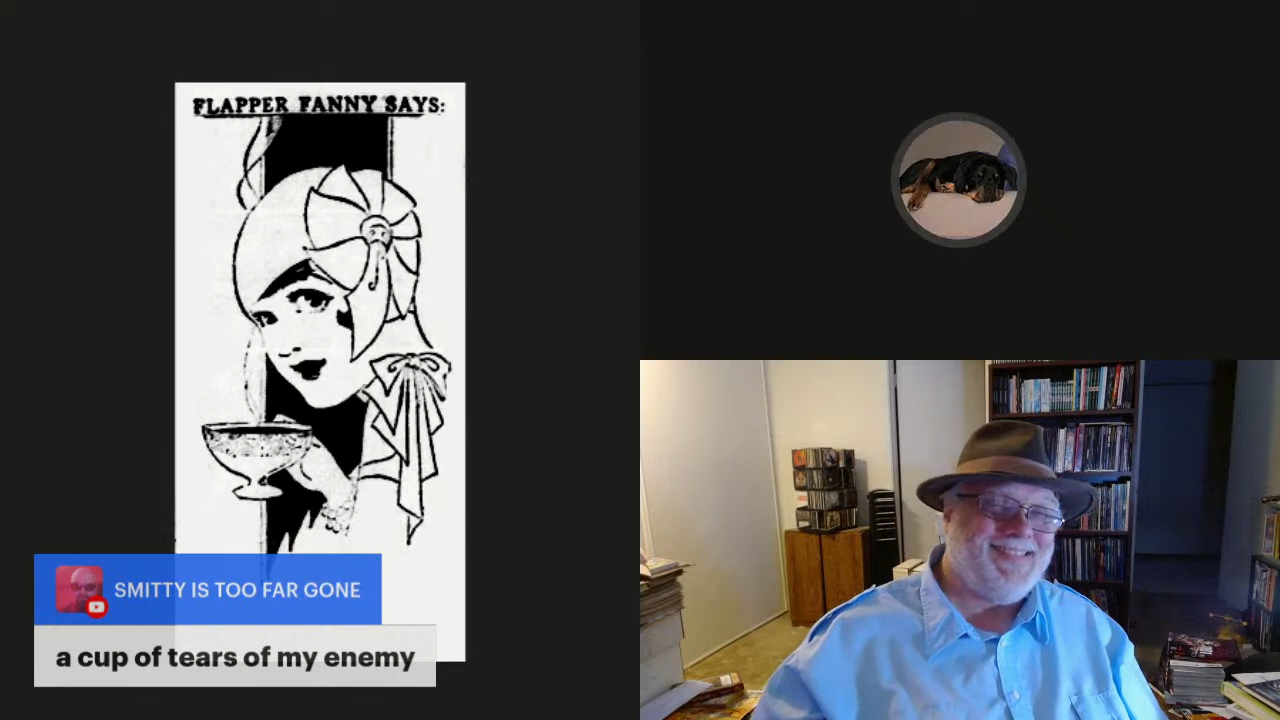 FLAPPER FANNY SAYS:
SMITTY IS TOO FAR GONE
a cup of tears of my enemy